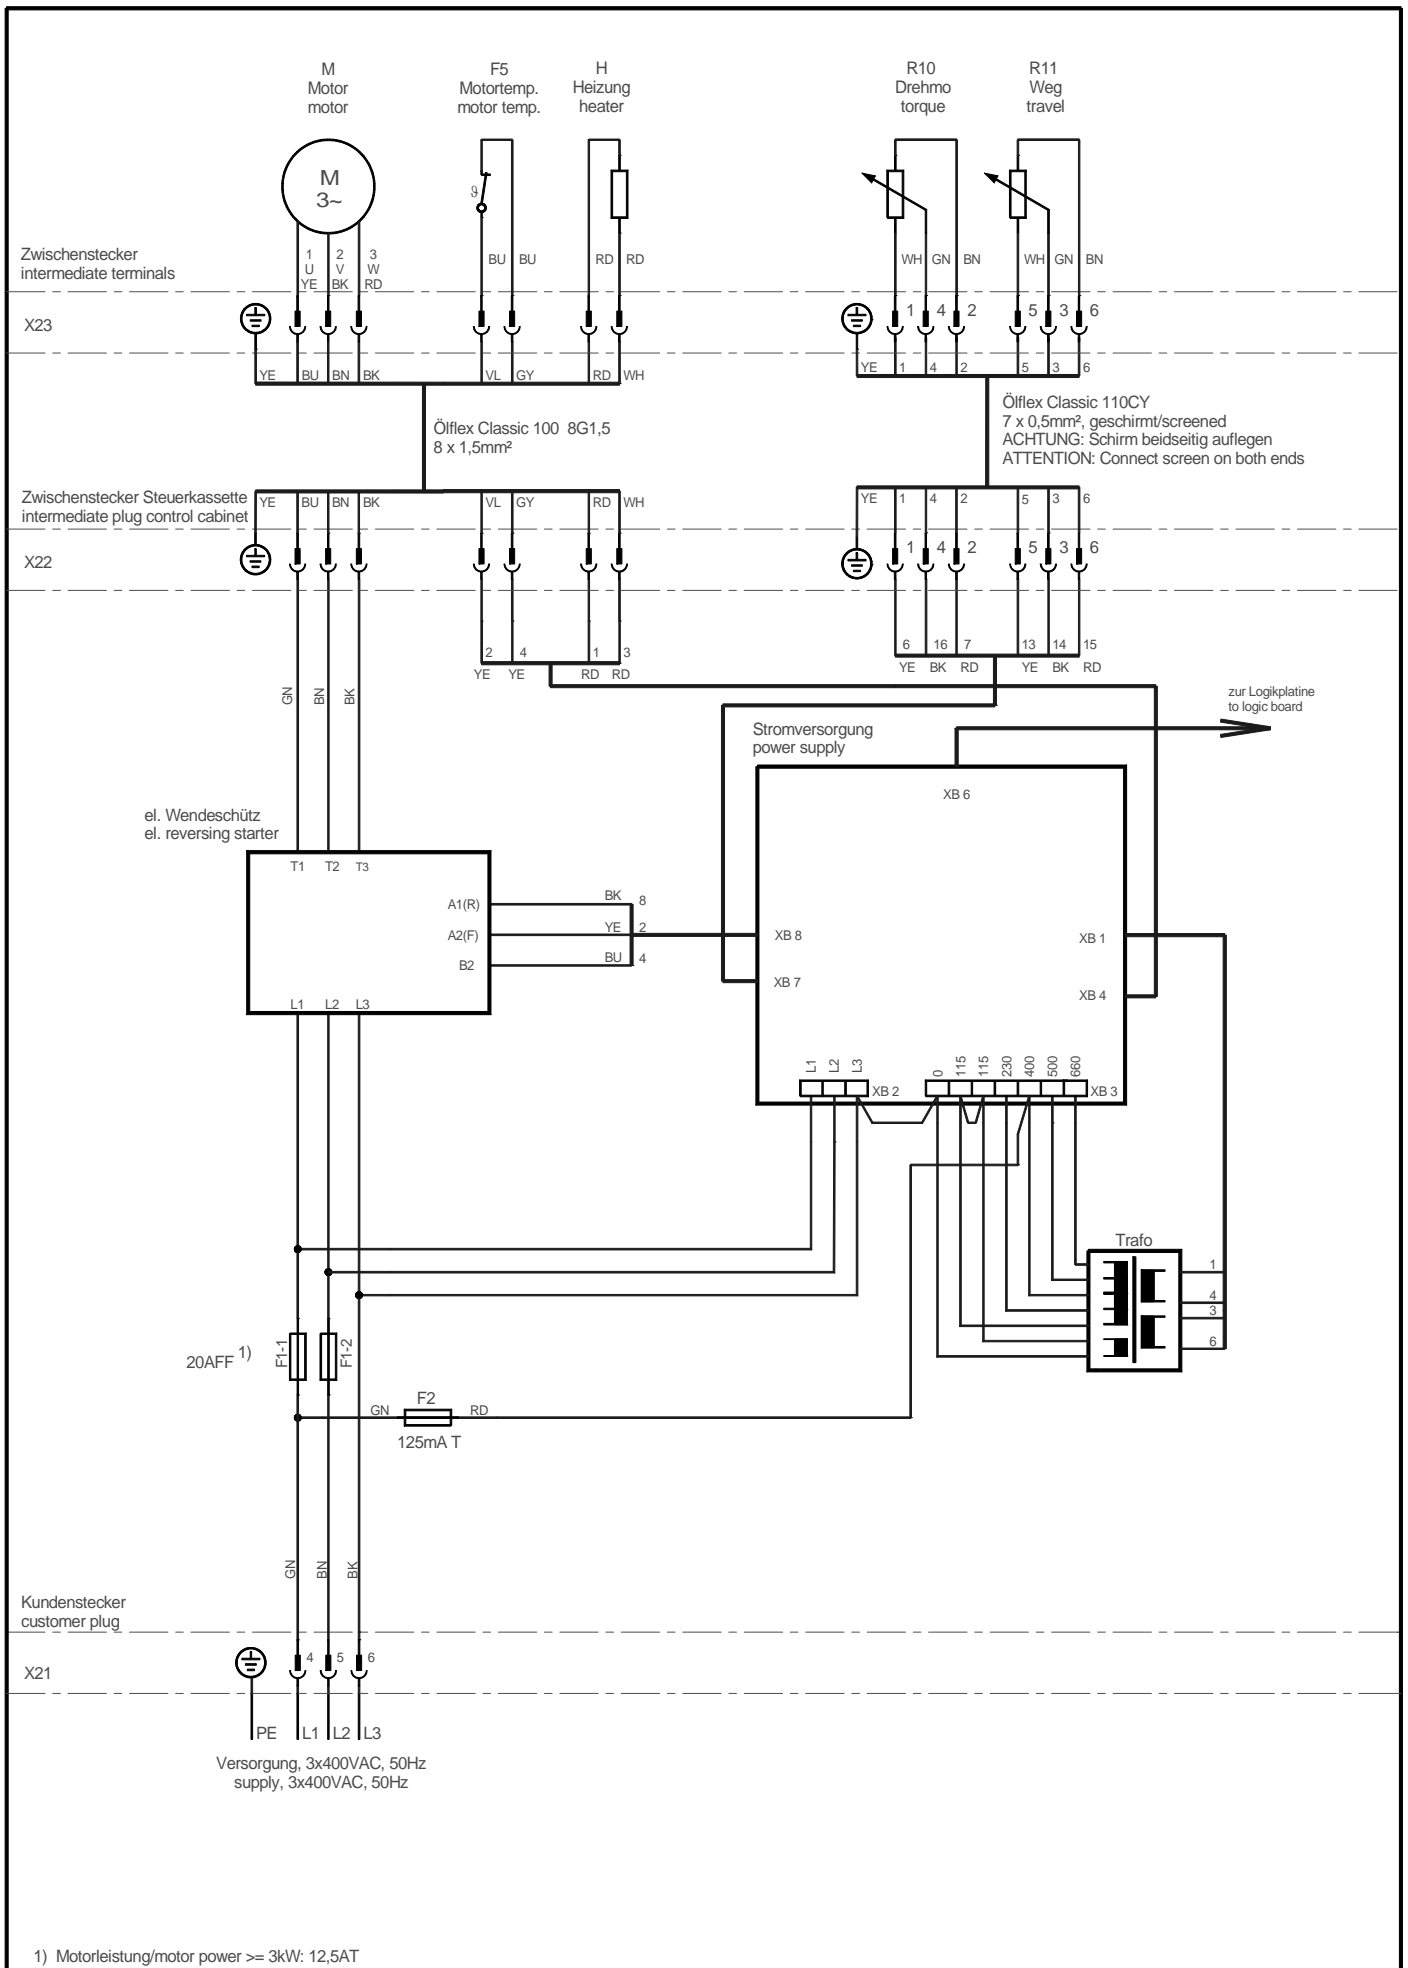 M
Motor
motor
F5
Motortemp.
motor temp.
H
Heizung
heater
R10
Drehmo
torque
R11
Weg
travel
M
3~
ϑ
Zwischenstecker
intermediate terminals
1 2 3
U V W
YE BK RD
BU BU RD RD
WH GN BN WH GN BN
X23
1 4 2 5 3 6
YE BU BN BK VL GY RD WH
YE 1 4 2 5 3 6
Ölflex Classic 100 8G1,5
8 x 1,5mm²
Ölflex Classic 110CY
7 x 0,5mm², geschirmt/screened
ACHTUNG: Schirm beidseitig auflegen
ATTENTION: Connect screen on both ends
Zwischenstecker Steuerkassette
intermediate plug control cabinet
YE BU BN BK VL GY RD WH
YE 1 4 2 5 3 6
X22
1 4 2 5 3 6
2 4 1 3
YE YE RD RD
6 16 7 13 14 15
YE BK RD YE BK RD
GN BN BK
zur Logikplatine
to logic board
Stromversorgung
power supply
XB 6
el. Wendeschütz
el. reversing starter
T1 T2 T3
A1(R)
A2(F)
B2
BK 8
YE 2
BU 4
XB 8
XB 7
XB 1
XB 4
L1 L2 L3
L1 L2 L3
XB 2
0 115 115 230 400 500 660
XB 3
Trafo
1
4
3
6
20AFF 1)
F1-1
F1-2
F2
GN RD
125mA T
GN BN BK
Kundenstecker
customer plug
X21
4 5 6
PE L1 L2 L3
Versorgung, 3x400VAC, 50Hz
supply, 3x400VAC, 50Hz
1) Motorleistung/motor power >= 3kW: 12,5AT